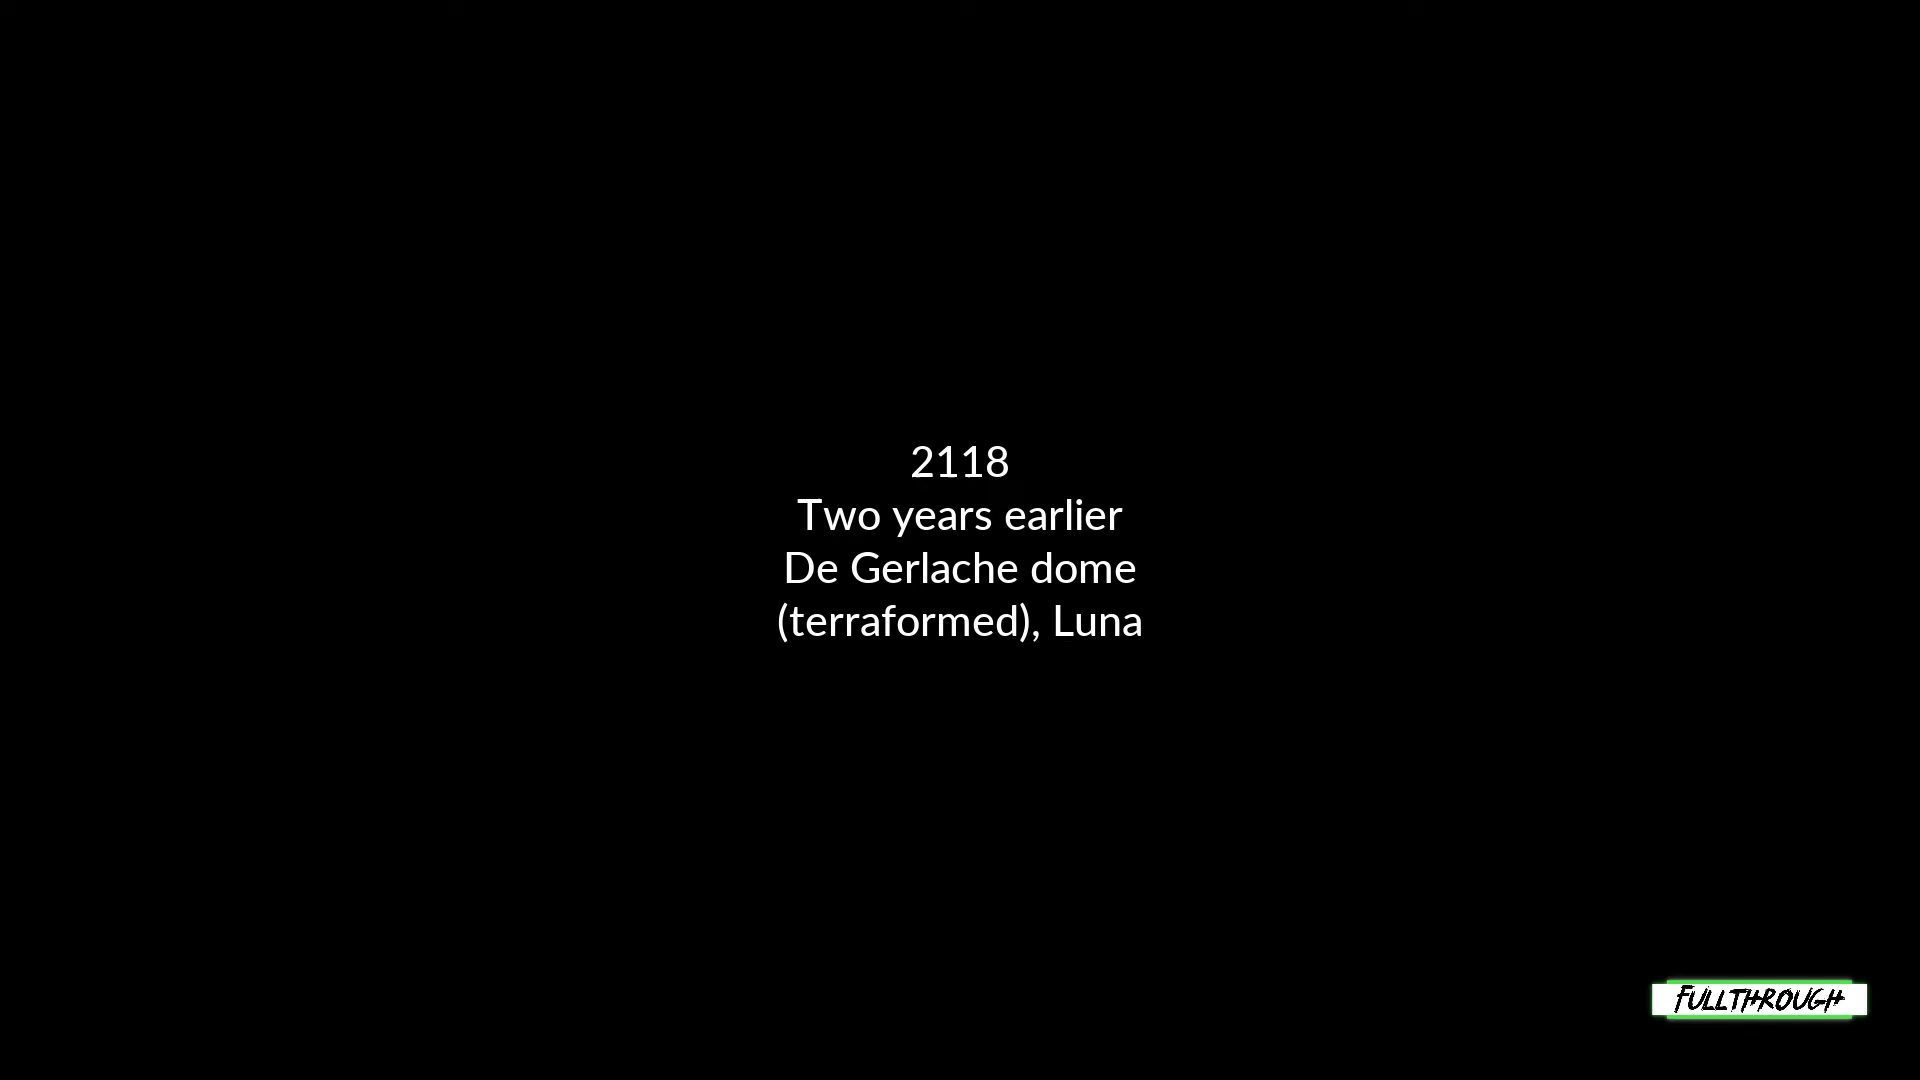 2118
Two years earlier
De Gerlache dome
(terraformed), Luna
FULLTHROUGH